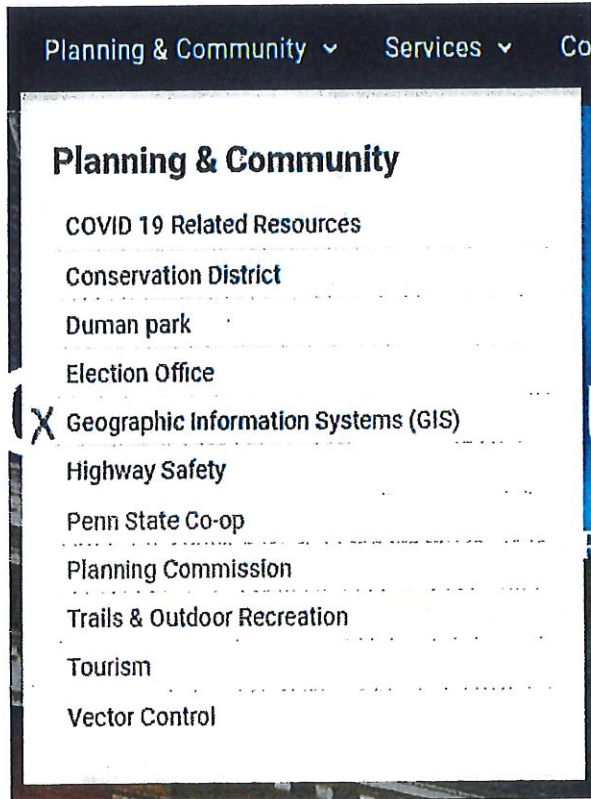 Planning & Community Services Co
Planning & Community
COVID 19 Related Resources
Conservation District
Duman park
Election Office
X Geographic Information Systems (GIS)
Highway Safety
Penn State Co-op
Planning Commission
Trails & Outdoor Recreation
Tourism
Vector Control